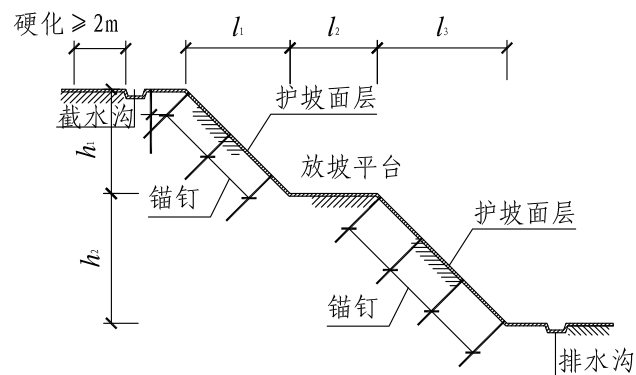 硬化≥2m
l1 l2 l3
护坡面层
截水沟
h1
放坡平台
锚钉
护坡面层
h2
锚钉
排水沟